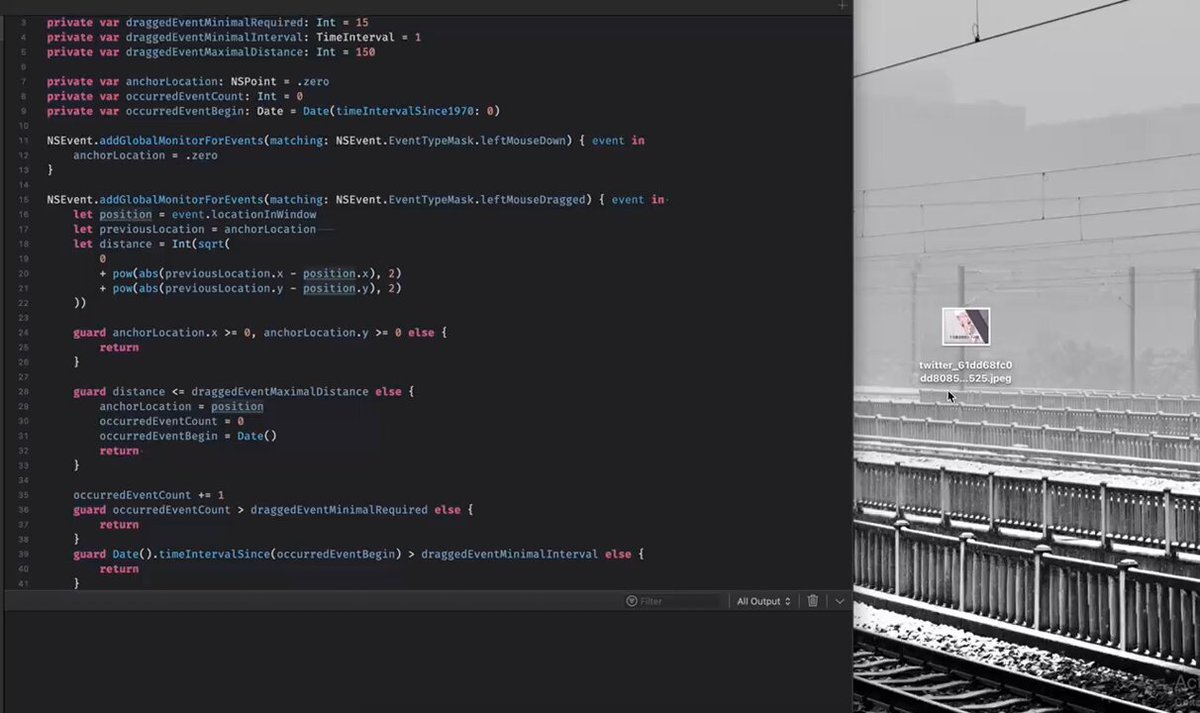 3 private var draggedEventMinimalRequired: Int = 15
4 private var draggedEventMinimalInterval: TimeInterval = 1
5 private var draggedEventMaximalDistance: Int = 150
6
7 private var anchorLocation: NSPoint = .zero
8 private var occurredEventCount: Int = 0
9 private var occurredEventBegin: Date = Date(timeIntervalSince1970: 0)
10
11 NSEvent.addGlobalMonitorForEvents(matching: NSEvent.EventTypeMask.leftMouseDown) { event in
12 anchorLocation = .zero
13 }
14
15 NSEvent.addGlobalMonitorForEvents(matching: NSEvent.EventTypeMask.leftMouseDragged) { event in
16 let position = event.locationInWindow
17 let previousLocation = anchorLocation
18 let distance = Int(sqrt(
19 0
20 + pow(abs(previousLocation.x - position.x), 2)
21 + pow(abs(previousLocation.y - position.y), 2)
22 ))
23
24 guard anchorLocation.x >= 0, anchorLocation.y >= 0 else {
25 return
26 }
27
28 guard distance <= draggedEventMaximalDistance else {
29 anchorLocation = position
30 occurredEventCount = 0
31 occurredEventBegin = Date()
32 return
33 }
34
35 occurredEventCount += 1
36 guard occurredEventCount > draggedEventMinimalRequired else {
37 return
38 }
39 guard Date().timeIntervalSince(occurredEventBegin) > draggedEventMinimalInterval else {
40 return
41 }
Filter
All Output
twitter_61dd68fc0
dd8085...525.jpeg